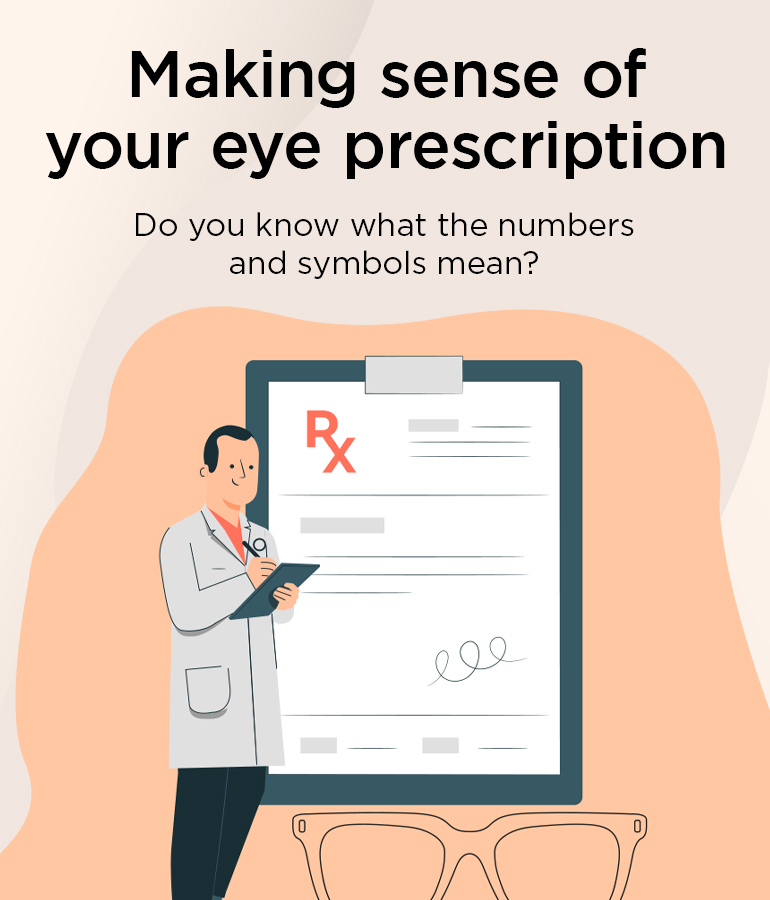 Making sense of
your eye prescription
Do you know what the numbers
and symbols mean?
Rx